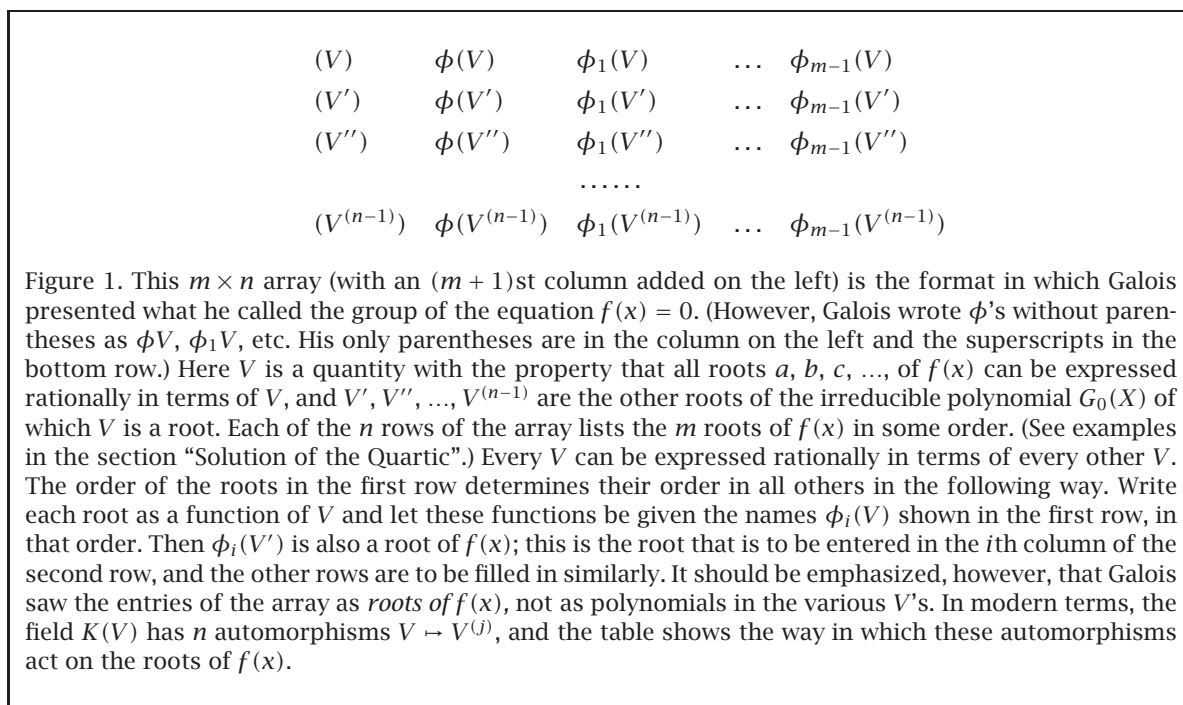 (V) ϕ(V) ϕ₁(V) ... ϕₘ₋₁(V)
(V′) ϕ(V′) ϕ₁(V′) ... ϕₘ₋₁(V′)
(V′′) ϕ(V′′) ϕ₁(V′′) ... ϕₘ₋₁(V′′)
......
(V⁽ⁿ⁻¹⁾) ϕ(V⁽ⁿ⁻¹⁾) ϕ₁(V⁽ⁿ⁻¹⁾) ... ϕₘ₋₁(V⁽ⁿ⁻¹⁾)
Figure 1. This m × n array (with an (m + 1)st column added on the left) is the format in which Galois
presented what he called the group of the equation f(x) = 0. (However, Galois wrote ϕ's without paren-
theses as ϕV, ϕ₁V, etc. His only parentheses are in the column on the left and the superscripts in the
bottom row.) Here V is a quantity with the property that all roots a, b, c, ..., of f(x) can be expressed
rationally in terms of V, and V′, V′′, ..., V⁽ⁿ⁻¹⁾ are the other roots of the irreducible polynomial G₀(X) of
which V is a root. Each of the n rows of the array lists the m roots of f(x) in some order. (See examples
in the section “Solution of the Quartic”.) Every V can be expressed rationally in terms of every other V.
The order of the roots in the first row determines their order in all others in the following way. Write
each root as a function of V and let these functions be given the names ϕᵢ(V) shown in the first row, in
that order. Then ϕᵢ(V′) is also a root of f(x); this is the root that is to be entered in the ith column of the
second row, and the other rows are to be filled in similarly. It should be emphasized, however, that Galois
saw the entries of the array as roots of f(x), not as polynomials in the various V's. In modern terms, the
field K(V) has n automorphisms V ↦ V⁽ʲ⁾, and the table shows the way in which these automorphisms
act on the roots of f(x).